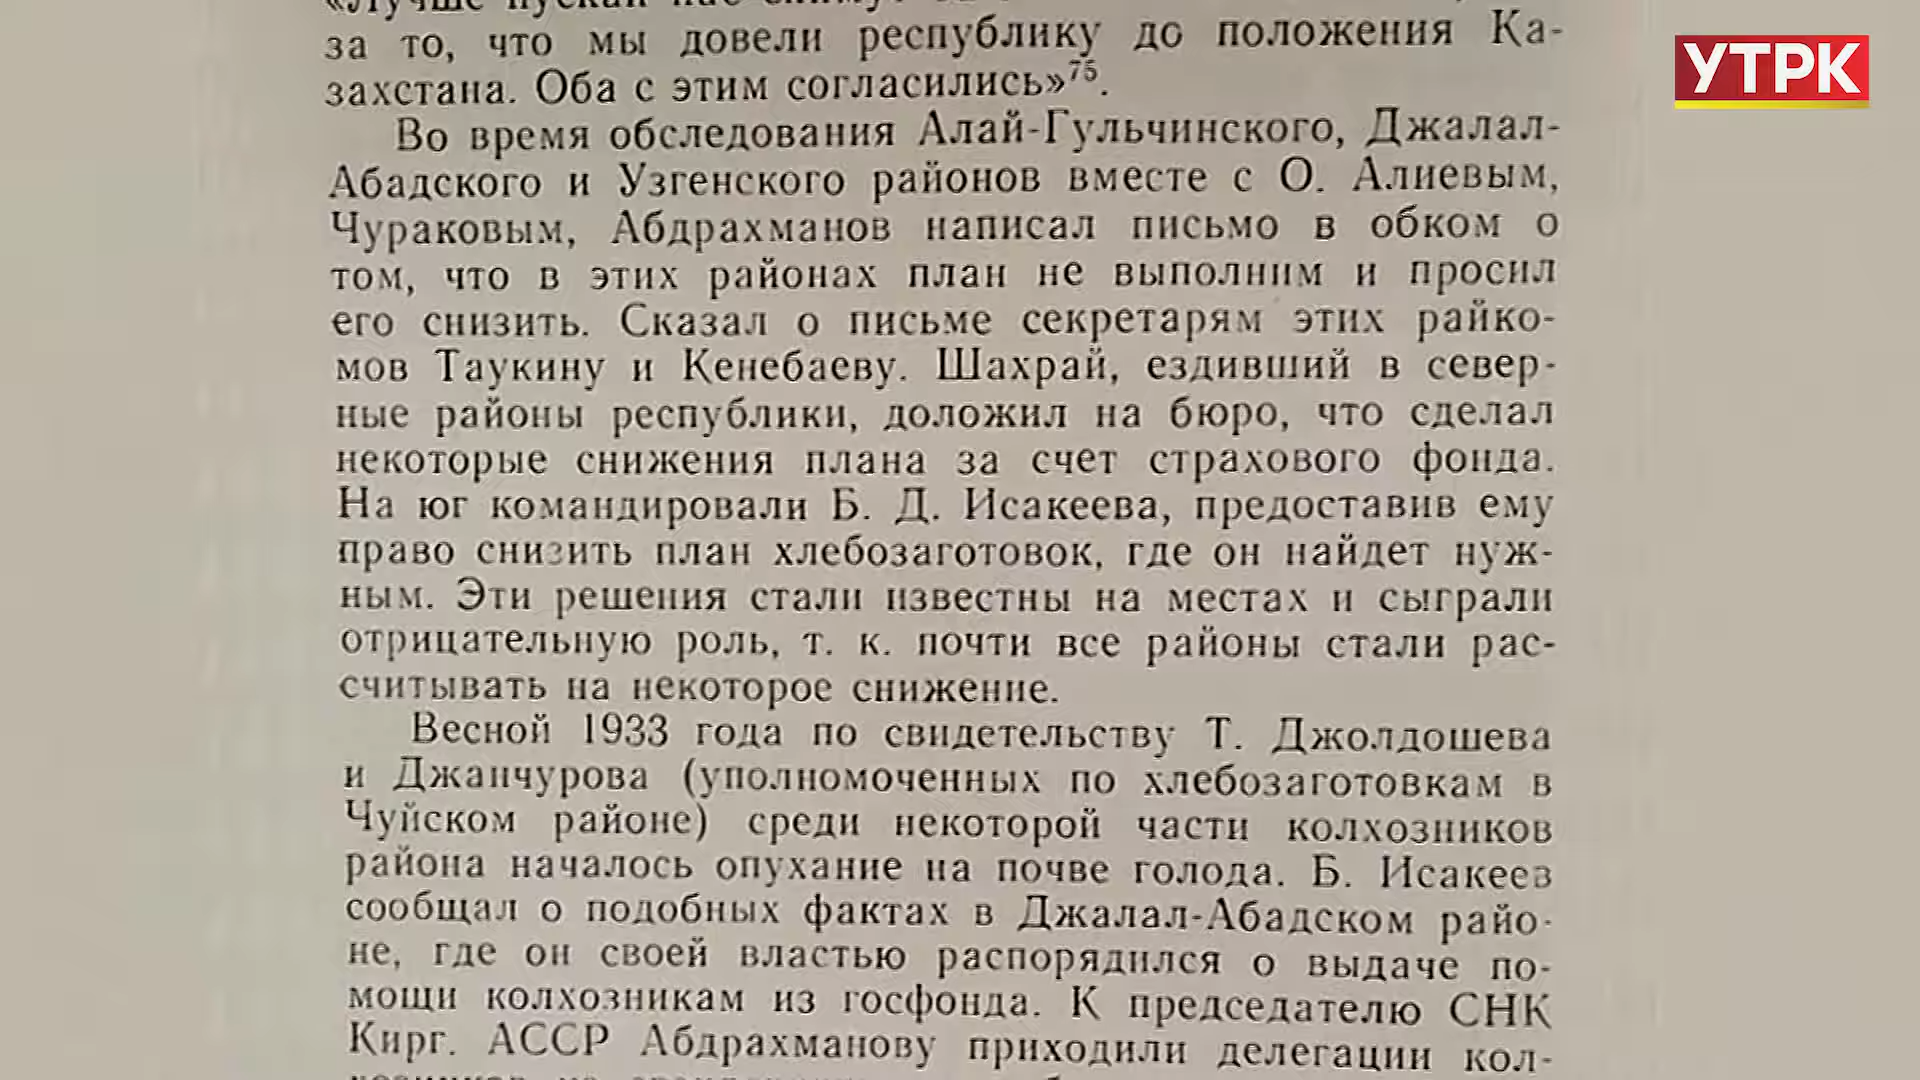 за то, что мы довели республику до положения Ка-
захстана. Оба с этим согласились»75.
Во время обследования Алай-Гульчинского, Джалал-
Абадского и Узгенского районов вместе с О. Алиевым,
Чураковым, Абдрахманов написал письмо в обком о
том, что в этих районах план не выполним и просил
его снизить. Сказал о письме секретарям этих райко-
мов Таукину и Кенебаеву. Шахрай, ездивший в север-
ные районы республики, доложил на бюро, что сделал
некоторые снижения плана за счет страхового фонда.
На юг командировали Б. Д. Исакеева, предоставив ему
право снизить план хлебозаготовок, где он найдет нуж-
ным. Эти решения стали известны на местах и сыграли
отрицательную роль, т. к. почти все районы стали рас-
считывать на некоторое снижение.
Весной 1933 года по свидетельству Т. Джолдошева
и Джанчурова (уполномоченных по хлебозаготовкам в
Чуйском районе) среди некоторой части колхозников
района началось опухание на почве голода. Б. Исакеев
сообщал о подобных фактах в Джалал-Абадском райо-
не, где он своей властью распорядился о выдаче по-
мощи колхозникам из госфонда. К председателю СНК
Кирг. АССР Абдрахманову приходили делегации кол-
УТРК